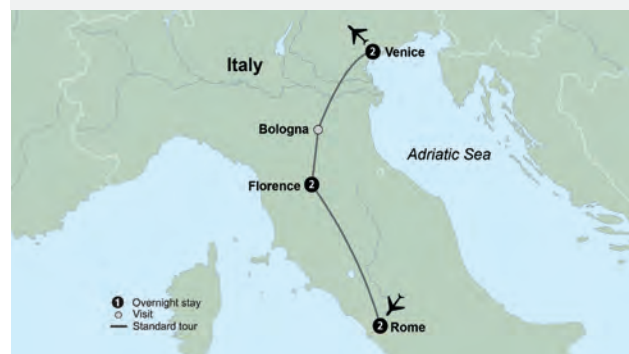 2 Venice
Italy
Bologna
Adriatic Sea
Florence 2
1 Overnight stay
Visit
Standard tour
2 Rome